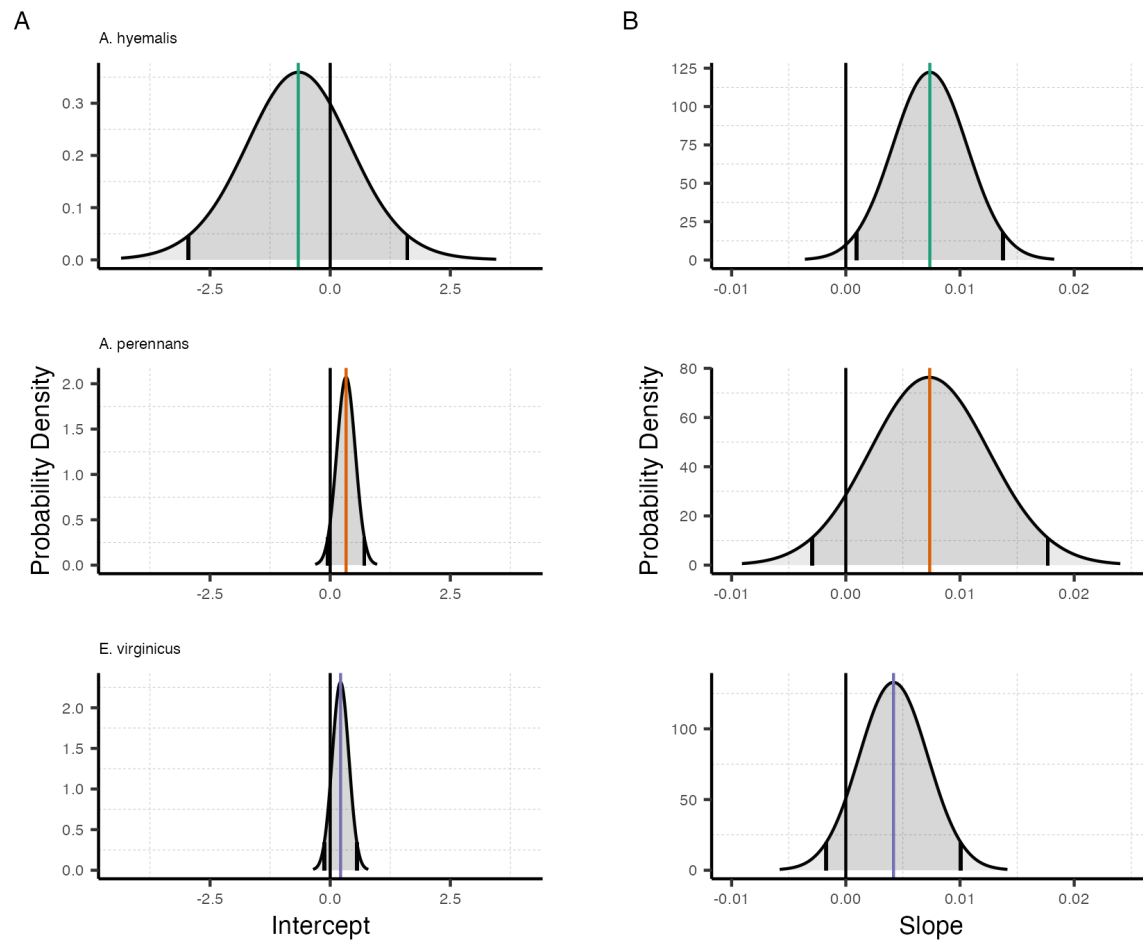 A
B
A. hyemalis
0.3
0.2
0.1
0.0
-2.5 0.0 2.5
125
100
75
50
25
0
-0.01 0.00 0.01 0.02
A. perennans
Probability Density
2.0
1.5
1.0
0.5
0.0
-2.5 0.0 2.5
Probability Density
80
60
40
20
0
-0.01 0.00 0.01 0.02
E. virginicus
2.0
1.5
1.0
0.5
0.0
-2.5 0.0 2.5
Intercept
100
50
0
-0.01 0.00 0.01 0.02
Slope